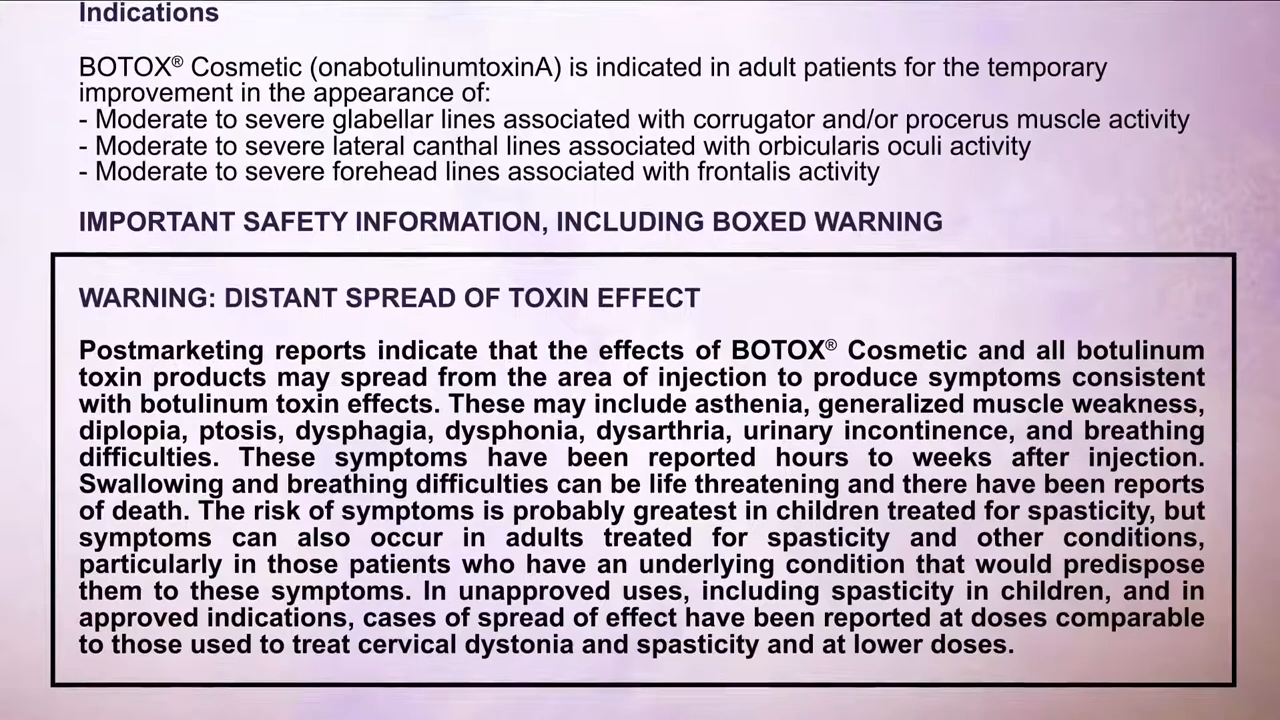 Indications
BOTOX® Cosmetic (onabotulinumtoxinA) is indicated in adult patients for the temporary
improvement in the appearance of:
- Moderate to severe glabellar lines associated with corrugator and/or procerus muscle activity
- Moderate to severe lateral canthal lines associated with orbicularis oculi activity
- Moderate to severe forehead lines associated with frontalis activity
IMPORTANT SAFETY INFORMATION, INCLUDING BOXED WARNING
WARNING: DISTANT SPREAD OF TOXIN EFFECT
Postmarketing reports indicate that the effects of BOTOX® Cosmetic and all botulinum
toxin products may spread from the area of injection to produce symptoms consistent
with botulinum toxin effects. These may include asthenia, generalized muscle weakness,
diplopia, ptosis, dysphagia, dysphonia, dysarthria, urinary incontinence, and breathing
difficulties. These symptoms have been reported hours to weeks after injection.
Swallowing and breathing difficulties can be life threatening and there have been reports
of death. The risk of symptoms is probably greatest in children treated for spasticity, but
symptoms can also occur in adults treated for spasticity and other conditions,
particularly in those patients who have an underlying condition that would predispose
them to these symptoms. In unapproved uses, including spasticity in children, and in
approved indications, cases of spread of effect have been reported at doses comparable
to those used to treat cervical dystonia and spasticity and at lower doses.